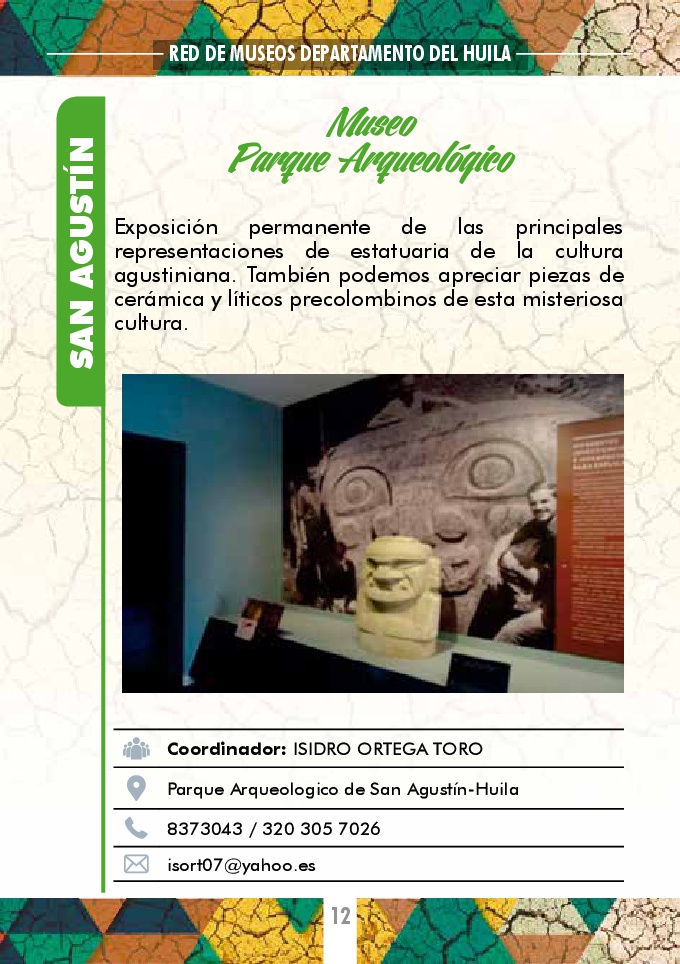 RED DE MUSEOS DEPARTAMENTO DEL HUILA
SAN AGUSTÍN
Museo
Parque Arqueológico
Exposición permanente de las principales
representaciones de estatuaria de la cultura
agustiniana. También podemos apreciar piezas de
cerámica y líticos precolombinos de esta misteriosa
cultura.
Coordinador: ISIDRO ORTEGA TORO
Parque Arqueologico de San Agustín-Huila
8373043 / 320 305 7026
isort07@yahoo.es
12